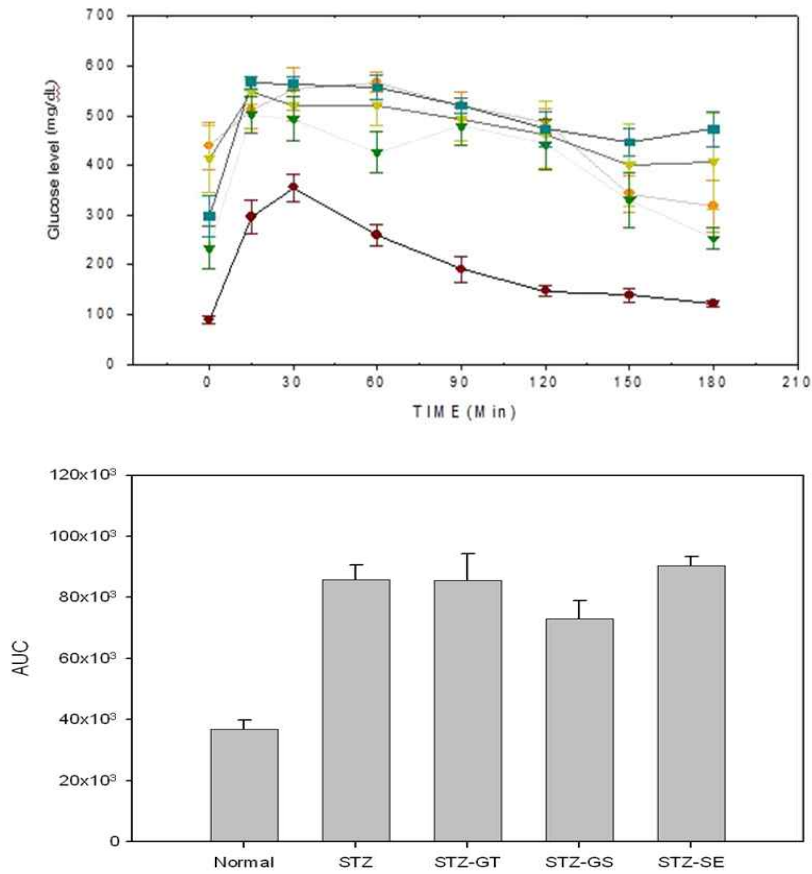 700
600
500
400
300
200
100
0
Glucose level (mg/dL)
0 30 60 90 120 150 180 210
TIME (Min)
120x10³
100x10³
80x10³
60x10³
40x10³
20x10³
0
AUC
Normal STZ STZ-GT STZ-GS STZ-SE